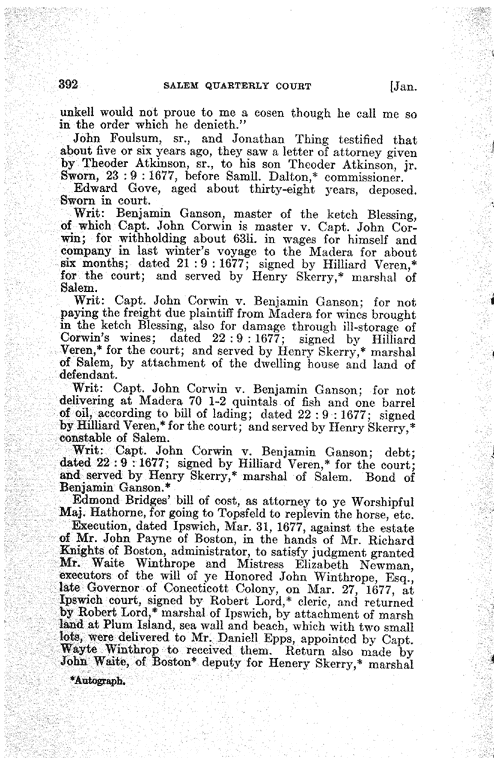 392 SALEM QUARTERLY COURT [Jan.
unkell would not proue to me a cosen though he call me so
in the order which he denieth."
John Foulsum, sr., and Jonathan Thing testified that
about five or six years ago, they saw a letter of attorney given
by Theoder Atkinson, sr., to his son Theoder Atkinson, jr.
Sworn, 23 : 9 : 1677, before Samll. Dalton,* commissioner.
Edward Gove, aged about thirty-eight years, deposed.
Sworn in court.
Writ: Benjamin Ganson, master of the ketch Blessing,
of which Capt. John Corwin is master v. Capt. John Cor-
win; for withholding about 63li. in wages for himself and
company in last winter's voyage to the Madera for about
six months; dated 21 : 9 : 1677; signed by Hilliard Veren,*
for the court; and served by Henry Skerry,* marshal of
Salem.
Writ: Capt. John Corwin v. Benjamin Ganson; for not
paying the freight due plaintiff from Madera for wines brought
in the ketch Blessing, also for damage through ill-storage of
Corwin's wines; dated 22 : 9 : 1677; signed by Hilliard
Veren,* for the court; and served by Henry Skerry,* marshal
of Salem, by attachment of the dwelling house and land of
defendant.
Writ: Capt. John Corwin v. Benjamin Ganson; for not
delivering at Madera 70 1-2 quintals of fish and one barrel
of oil, according to bill of lading; dated 22 : 9 : 1677; signed
by Hilliard Veren,* for the court; and served by Henry Skerry,*
constable of Salem.
Writ: Capt. John Corwin v. Benjamin Ganson; debt;
dated 22 : 9 : 1677; signed by Hilliard Veren,* for the court;
and served by Henry Skerry,* marshal of Salem. Bond of
Benjamin Ganson.*
Edmond Bridges' bill of cost, as attorney to ye Worshipful
Maj. Hathorne, for going to Topsfeld to replevin the horse, etc.
Execution, dated Ipswich, Mar. 31, 1677, against the estate
of Mr. John Payne of Boston, in the hands of Mr. Richard
Knights of Boston, administrator, to satisfy judgment granted
Mr. Waite Winthrope and Mistress Elizabeth Newman,
executors of the will of ye Honored John Winthrope, Esq.,
late Governor of Conecticott Colony, on Mar. 27, 1677, at
Ipswich court, signed by Robert Lord,* cleric, and returned
by Robert Lord,* marshal of Ipswich, by attachment of marsh
land at Plum Island, sea wall and beach, which with two small
lots, were delivered to Mr. Daniell Epps, appointed by Capt.
Wayte Winthrop to received them. Return also made by
John Waite, of Boston* deputy for Henery Skerry,* marshal
*Autograph.